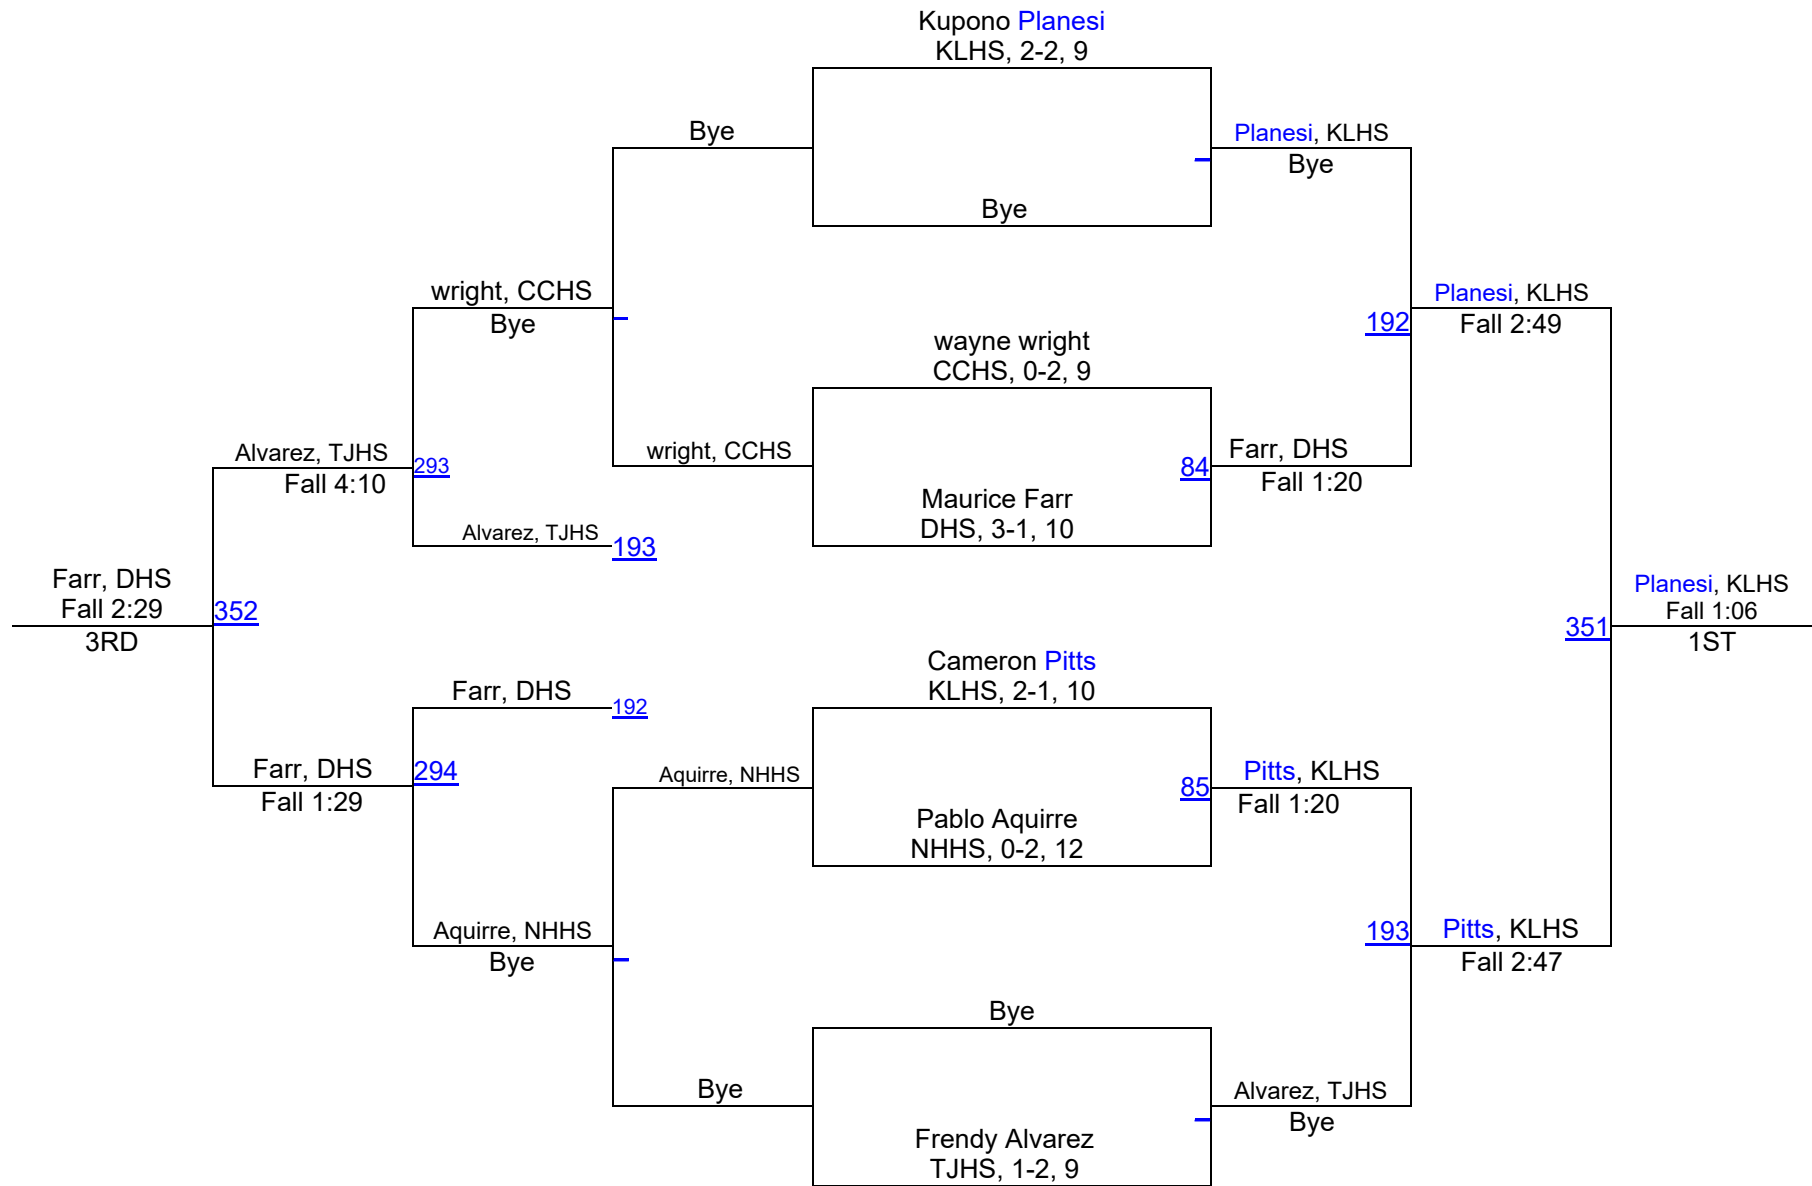 Kupono Planesi
KLHS, 2-2, 9
Bye
Planesi, KLHS
Bye
Bye
wright, CCHS
Bye
Planesi, KLHS
192
Fall 2:49
wayne wright
CCHS, 0-2, 9
wright, CCHS
84
Farr, DHS
Fall 1:20
Alvarez, TJHS
293
Fall 4:10
Maurice Farr
DHS, 3-1, 10
Alvarez, TJHS
193
Farr, DHS
Fall 2:29
352
3RD
Planesi, KLHS
Fall 1:06
351
1ST
Cameron Pitts
KLHS, 2-1, 10
Farr, DHS
192
Farr, DHS
294
Fall 1:29
Aquirre, NHHS
85
Pitts, KLHS
Fall 1:20
Pablo Aquirre
NHHS, 0-2, 12
Aquirre, NHHS
Bye
193
Pitts, KLHS
Fall 2:47
Bye
Bye
Alvarez, TJHS
Bye
Frendy Alvarez
TJHS, 1-2, 9